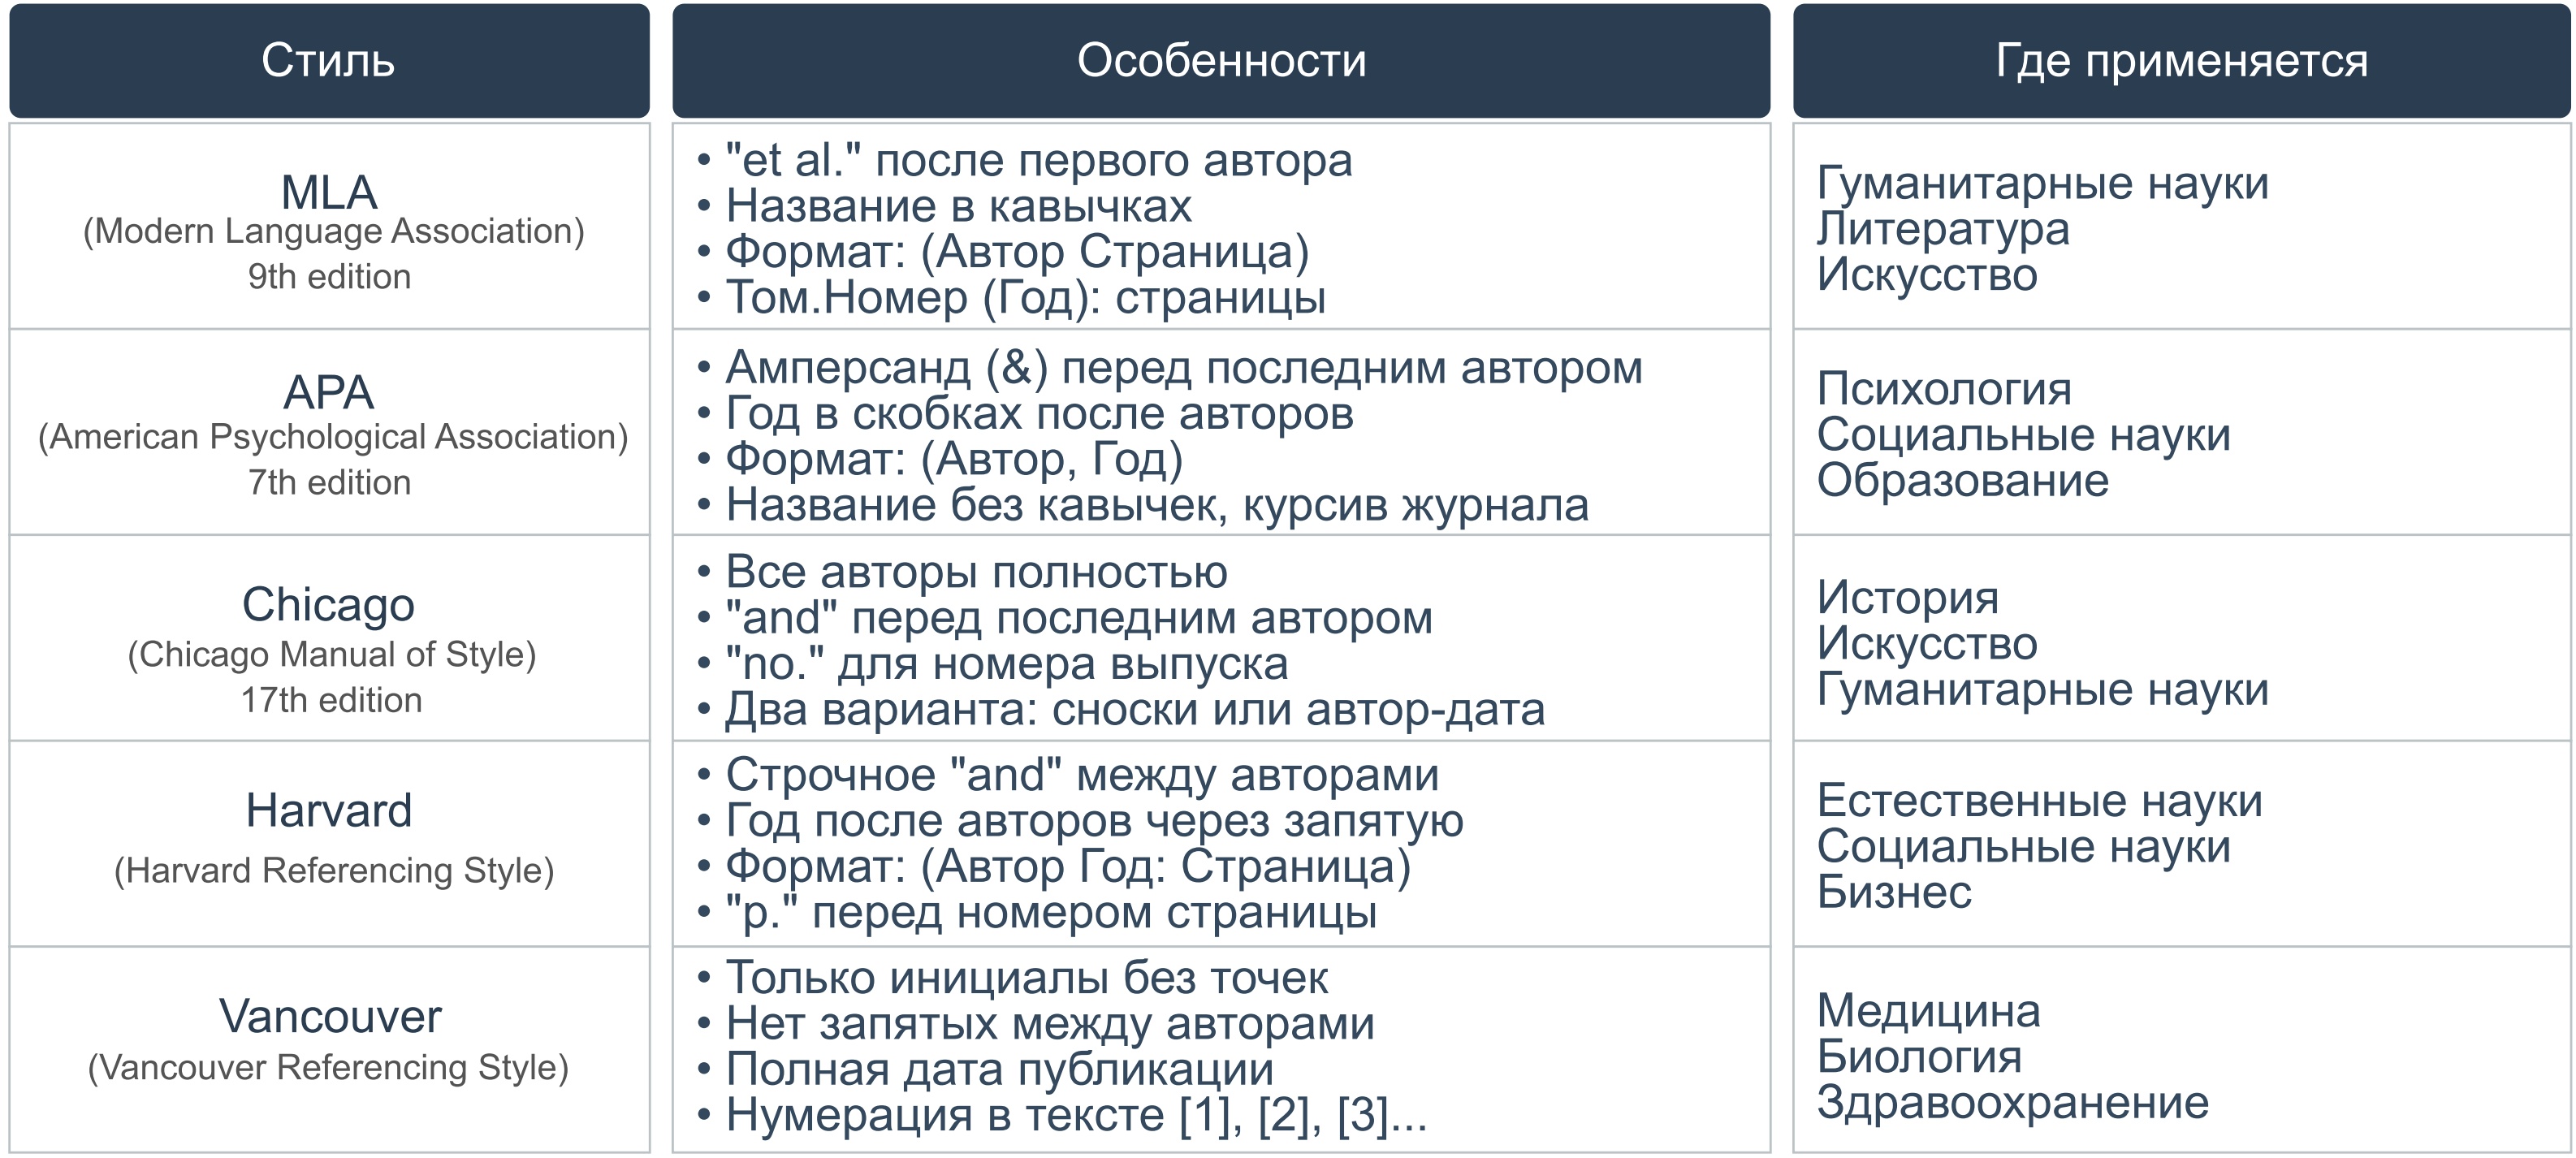 Стиль
Особенности
Где применяется
MLA
(Modern Language Association)
9th edition
• "et al." после первого автора
• Название в кавычках
• Формат: (Автор Страница)
• Том.Номер (Год): страницы
Гуманитарные науки
Литература
Искусство
APA
(American Psychological Association)
7th edition
• Амперсанд (&) перед последним автором
• Год в скобках после авторов
• Формат: (Автор, Год)
• Название без кавычек, курсив журнала
Психология
Социальные науки
Образование
Chicago
(Chicago Manual of Style)
17th edition
• Все авторы полностью
• "and" перед последним автором
• "no." для номера выпуска
• Два варианта: сноски или автор-дата
История
Искусство
Гуманитарные науки
Harvard
(Harvard Referencing Style)
• Строчное "and" между авторами
• Год после авторов через запятую
• Формат: (Автор Год: Страница)
• "p." перед номером страницы
Естественные науки
Социальные науки
Бизнес
Vancouver
(Vancouver Referencing Style)
• Только инициалы без точек
• Нет запятых между авторами
• Полная дата публикации
• Нумерация в тексте [1], [2], [3]...
Медицина
Биология
Здравоохранение